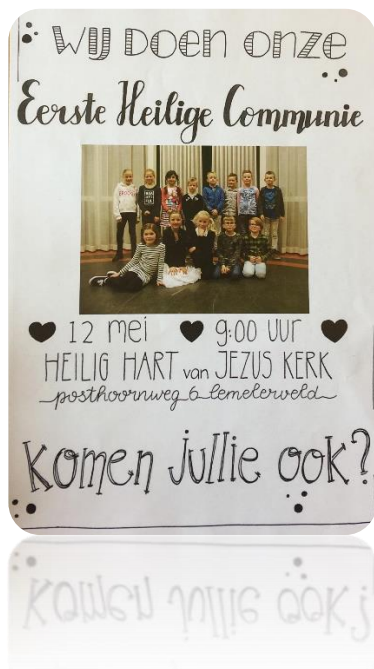 Wij Doen onze
Eerste Heilige Communie
12 mei 9:00 uur
HEILIG HART van JEZUS KERK
posthoornweg 6 lemelerveld
Komen jullie ook?